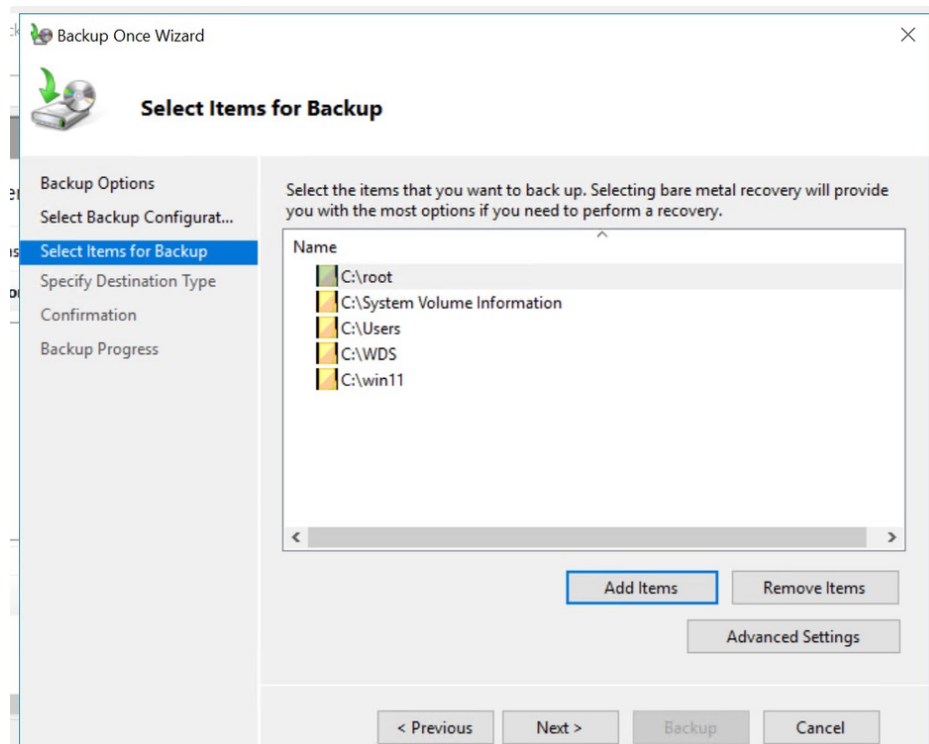 Backup Once Wizard
Select Items for Backup
Backup Options
Select Backup Configurat...
Select Items for Backup
Specify Destination Type
Confirmation
Backup Progress
Select the items that you want to back up. Selecting bare metal recovery will provide
you with the most options if you need to perform a recovery.
Name
C:\root
C:\System Volume Information
C:\Users
C:\WDS
C:\win11
Add Items
Remove Items
Advanced Settings
< Previous
Next >
Backup
Cancel